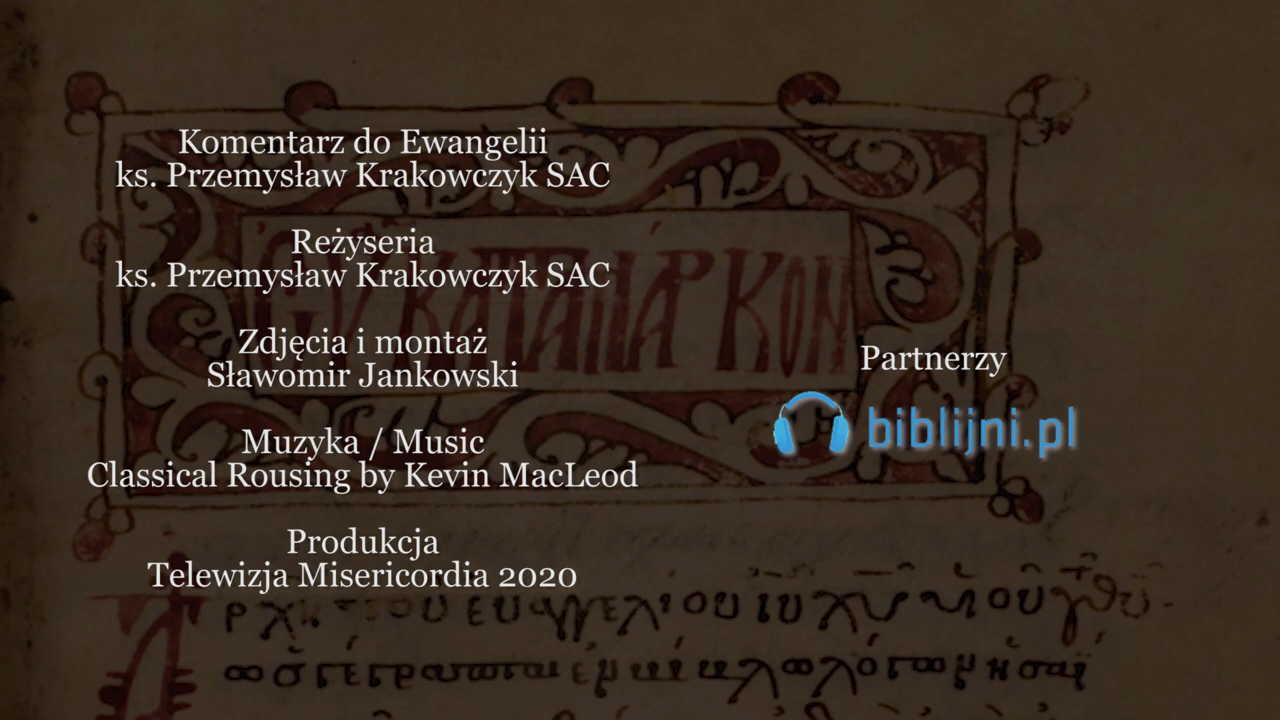 Komentarz do Ewangelii
ks. Przemysław Krakowczyk SAC
Reżyseria
ks. Przemysław Krakowczyk SAC
Zdjęcia i montaż
Sławomir Jankowski
Muzyka / Music
Classical Rousing by Kevin MacLeod
Produkcja
Telewizja Misericordia 2020
Partnerzy
biblijni.pl